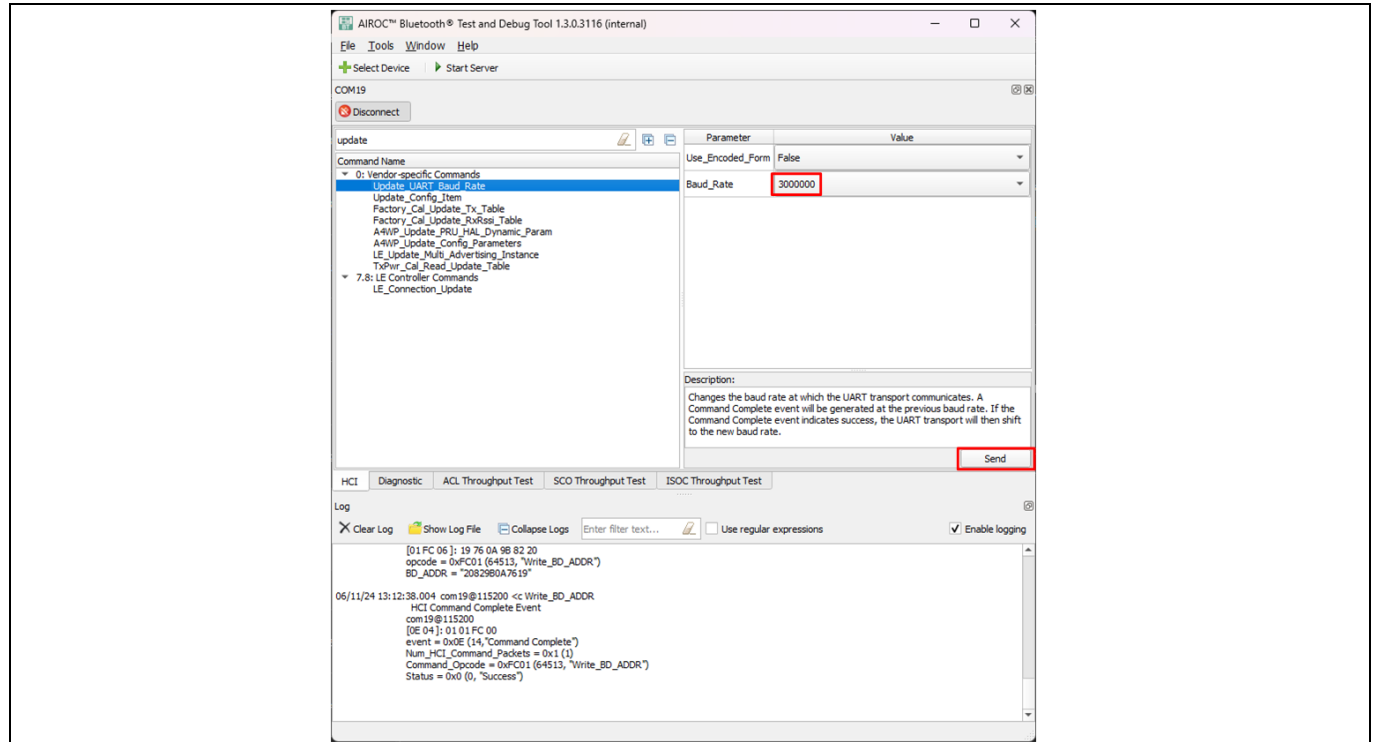 AIROC™ Bluetooth® Test and Debug Tool 1.3.0.3116 (internal)
File Tools Window Help
Select Device Start Server
COM19
Disconnect
update
Command Name
0: Vendor-specific Commands
Update_UART_Baud_Rate
Update_Config_Item
Factory_Cal_Update_Tx_Table
Factory_Cal_Update_RxRssi_Table
A4WP_Update_PRU_HAL_Dynamic_Param
A4WP_Update_Config_Parameters
LE_Update_Multi_Advertising_Instance
TxPwr_Cal_Read_Update_Table
7.8: LE Controller Commands
LE_Connection_Update
Parameter Value
Use_Encoded_Form False
Baud_Rate 3000000
Description:
Changes the baud rate at which the UART transport communicates. A
Command Complete event will be generated at the previous baud rate. If the
Command Complete event indicates success, the UART transport will then shift
to the new baud rate.
Send
HCI Diagnostic ACL Throughput Test SCO Throughput Test ISOC Throughput Test
Log
Clear Log Show Log File Collapse Logs Enter filter text... Use regular expressions Enable logging
[01 FC 06 ]: 19 76 0A 9B 82 20
opcode = 0xFC01 (64513, "Write_BD_ADDR")
BD_ADDR = "20829B0A7619"
06/11/24 13:12:38.004 com19@115200 <c Write_BD_ADDR
HCI Command Complete Event
com19@115200
[0E 04 ]: 01 01 FC 00
event = 0x0E (14,"Command Complete")
Num_HCI_Command_Packets = 0x1 (1)
Command_Opcode = 0xFC01 (64513, "Write_BD_ADDR")
Status = 0x0 (0, "Success")